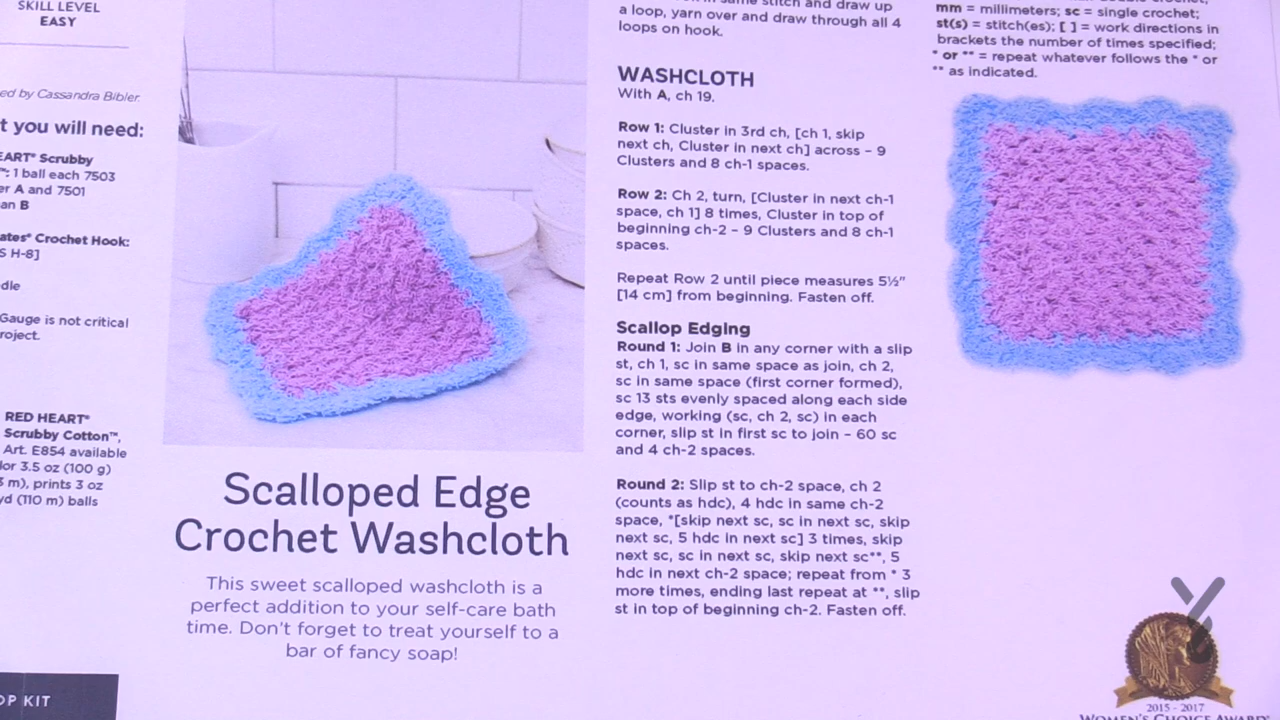 SKILL LEVEL
EASY
ed by Cassandra Bibler.
t you will need:
EART® Scrubby
™: 1 ball each 7503
er A and 7501
an B
ates® Crochet Hook:
S H-8]
dle
Gauge is not critical
roject.
RED HEART®
Scrubby Cotton™,
Art. E854 available
lor 3.5 oz (100 g)
m), prints 3 oz
yd (110 m) balls
OP KIT
Scalloped Edge
Crochet Washcloth
This sweet scalloped washcloth is a
perfect addition to your self-care bath
time. Don't forget to treat yourself to a
bar of fancy soap!
in same stitch and draw up
a loop, yarn over and draw through all 4
loops on hook.
WASHCLOTH
With A, ch 19.
Row 1: Cluster in 3rd ch, [ch 1, skip
next ch, Cluster in next ch] across – 9
Clusters and 8 ch-1 spaces.
Row 2: Ch 2, turn, [Cluster in next ch-1
space, ch 1] 8 times, Cluster in top of
beginning ch-2 – 9 Clusters and 8 ch-1
spaces.
Repeat Row 2 until piece measures 5½"
[14 cm] from beginning. Fasten off.
Scallop Edging
Round 1: Join B in any corner with a slip
st, ch 1, sc in same space as join, ch 2,
sc in same space (first corner formed),
sc 13 sts evenly spaced along each side
edge, working (sc, ch 2, sc) in each
corner, slip st in first sc to join – 60 sc
and 4 ch-2 spaces.
Round 2: Slip st to ch-2 space, ch 2
(counts as hdc), 4 hdc in same ch-2
space, *[skip next sc, sc in next sc, skip
next sc, 5 hdc in next sc] 3 times, skip
next sc, sc in next sc, skip next sc**, 5
hdc in next ch-2 space; repeat from * 3
more times, ending last repeat at **, slip
st in top of beginning ch-2. Fasten off.
mm = millimeters; sc = single crochet;
st(s) = stitch(es); [ ] = work directions in
brackets the number of times specified;
* or ** = repeat whatever follows the * or
** as indicated.
2015 - 2017
WOMEN'S CHOICE AWARD®